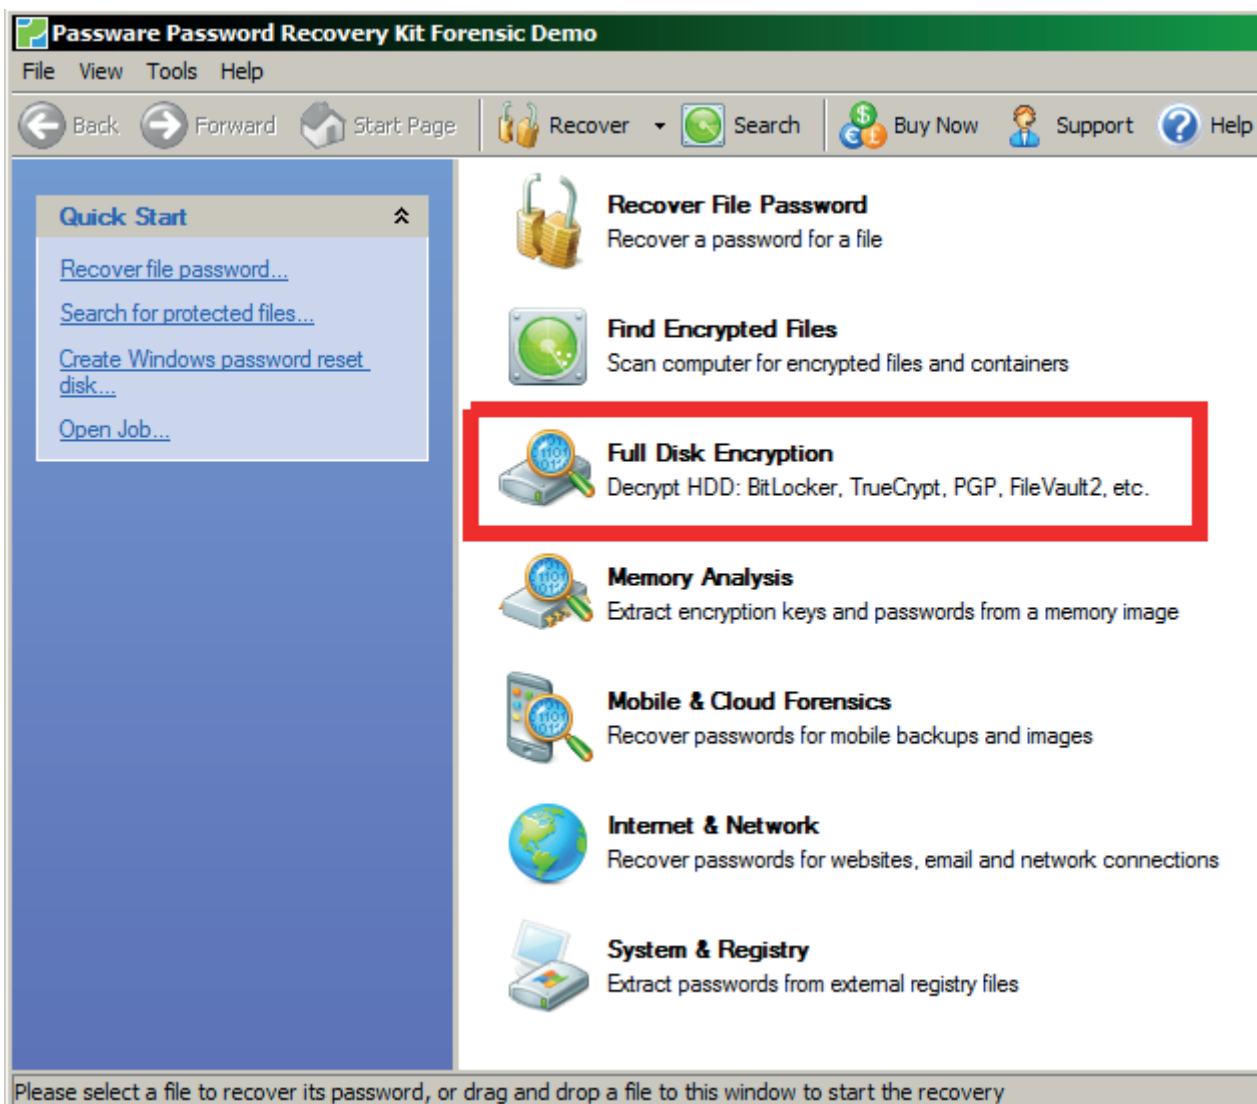 Passware Password Recovery Kit Forensic Demo
File View Tools Help
Back Forward Start Page Recover Search Buy Now Support Help
Quick Start
Recover file password...
Search for protected files...
Create Windows password reset
disk...
Open Job...
Recover File Password
Recover a password for a file
Find Encrypted Files
Scan computer for encrypted files and containers
Full Disk Encryption
Decrypt HDD: BitLocker, TrueCrypt, PGP, FileVault2, etc.
Memory Analysis
Extract encryption keys and passwords from a memory image
Mobile & Cloud Forensics
Recover passwords for mobile backups and images
Internet & Network
Recover passwords for websites, email and network connections
System & Registry
Extract passwords from external registry files
Please select a file to recover its password, or drag and drop a file to this window to start the recovery